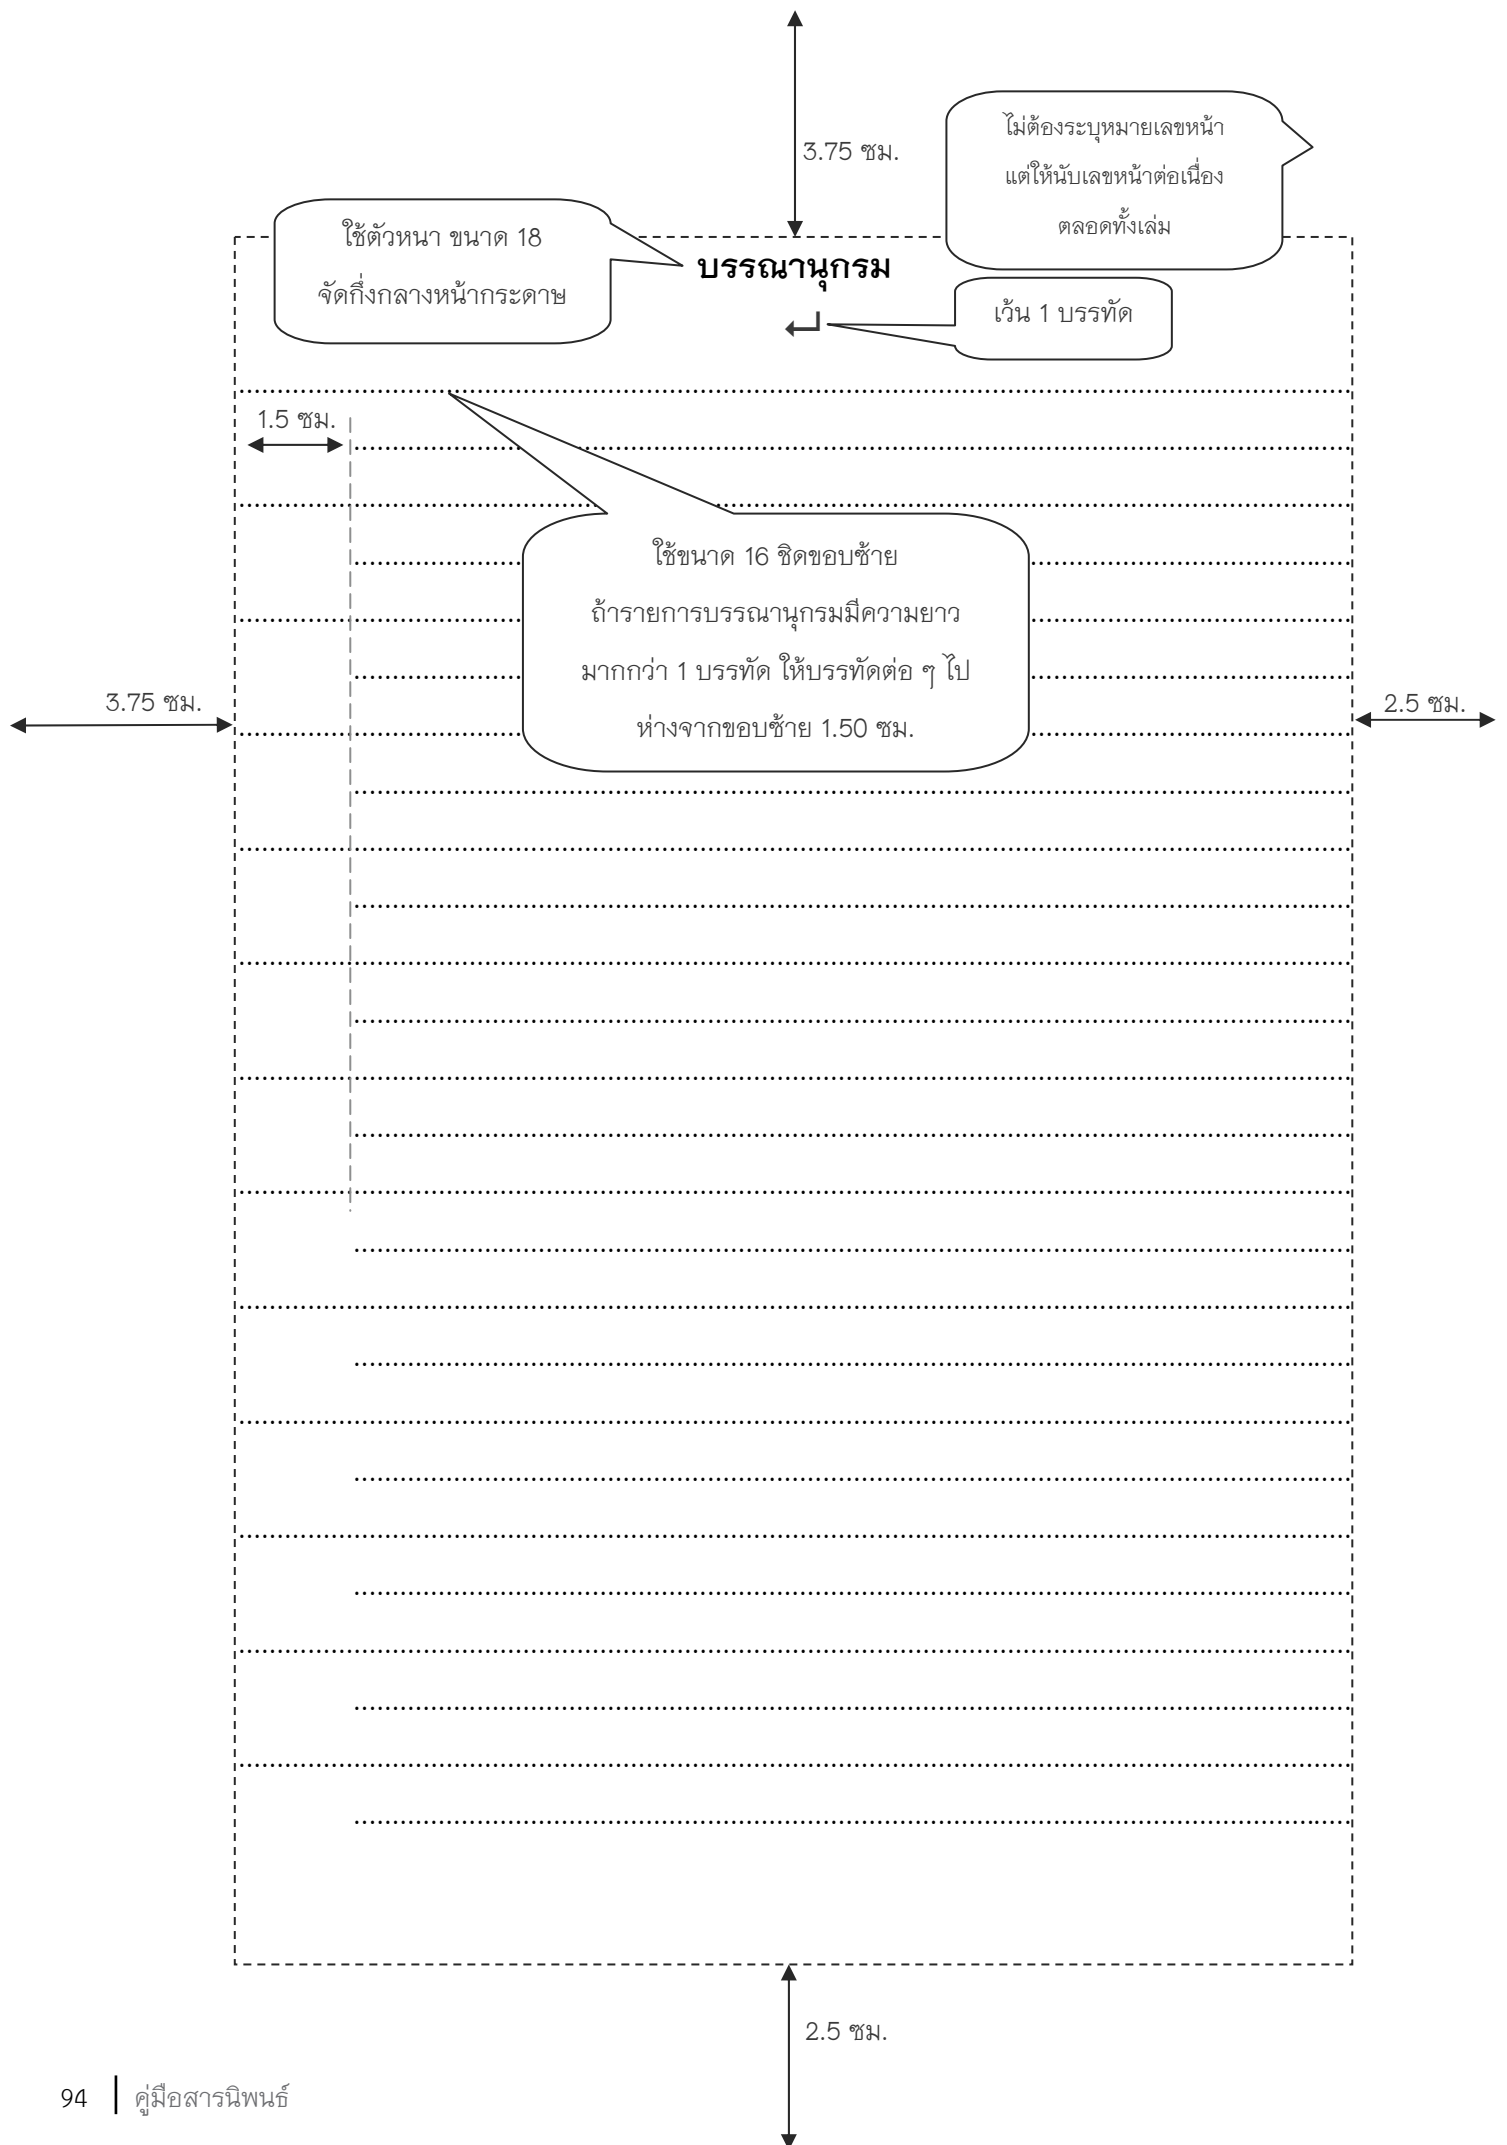 3.75 ซม.
ไม่ต้องระบุหมายเลขหน้า
แต่ให้นับเลขหน้าต่อเนื่อง
ตลอดทั้งเล่ม
ใช้ตัวหนา ขนาด 18
จัดกึ่งกลางหน้ากระดาษ
บรรณานุกรม
เว้น 1 บรรทัด
1.5 ซม.
ใช้ขนาด 16 ชิดขอบซ้าย
ถ้ารายการบรรณานุกรมมีความยาว
มากกว่า 1 บรรทัด ให้บรรทัดต่อ ๆ ไป
ห่างจากขอบซ้าย 1.50 ซม.
3.75 ซม.
2.5 ซม.
2.5 ซม.
94 | คู่มือสารนิพนธ์